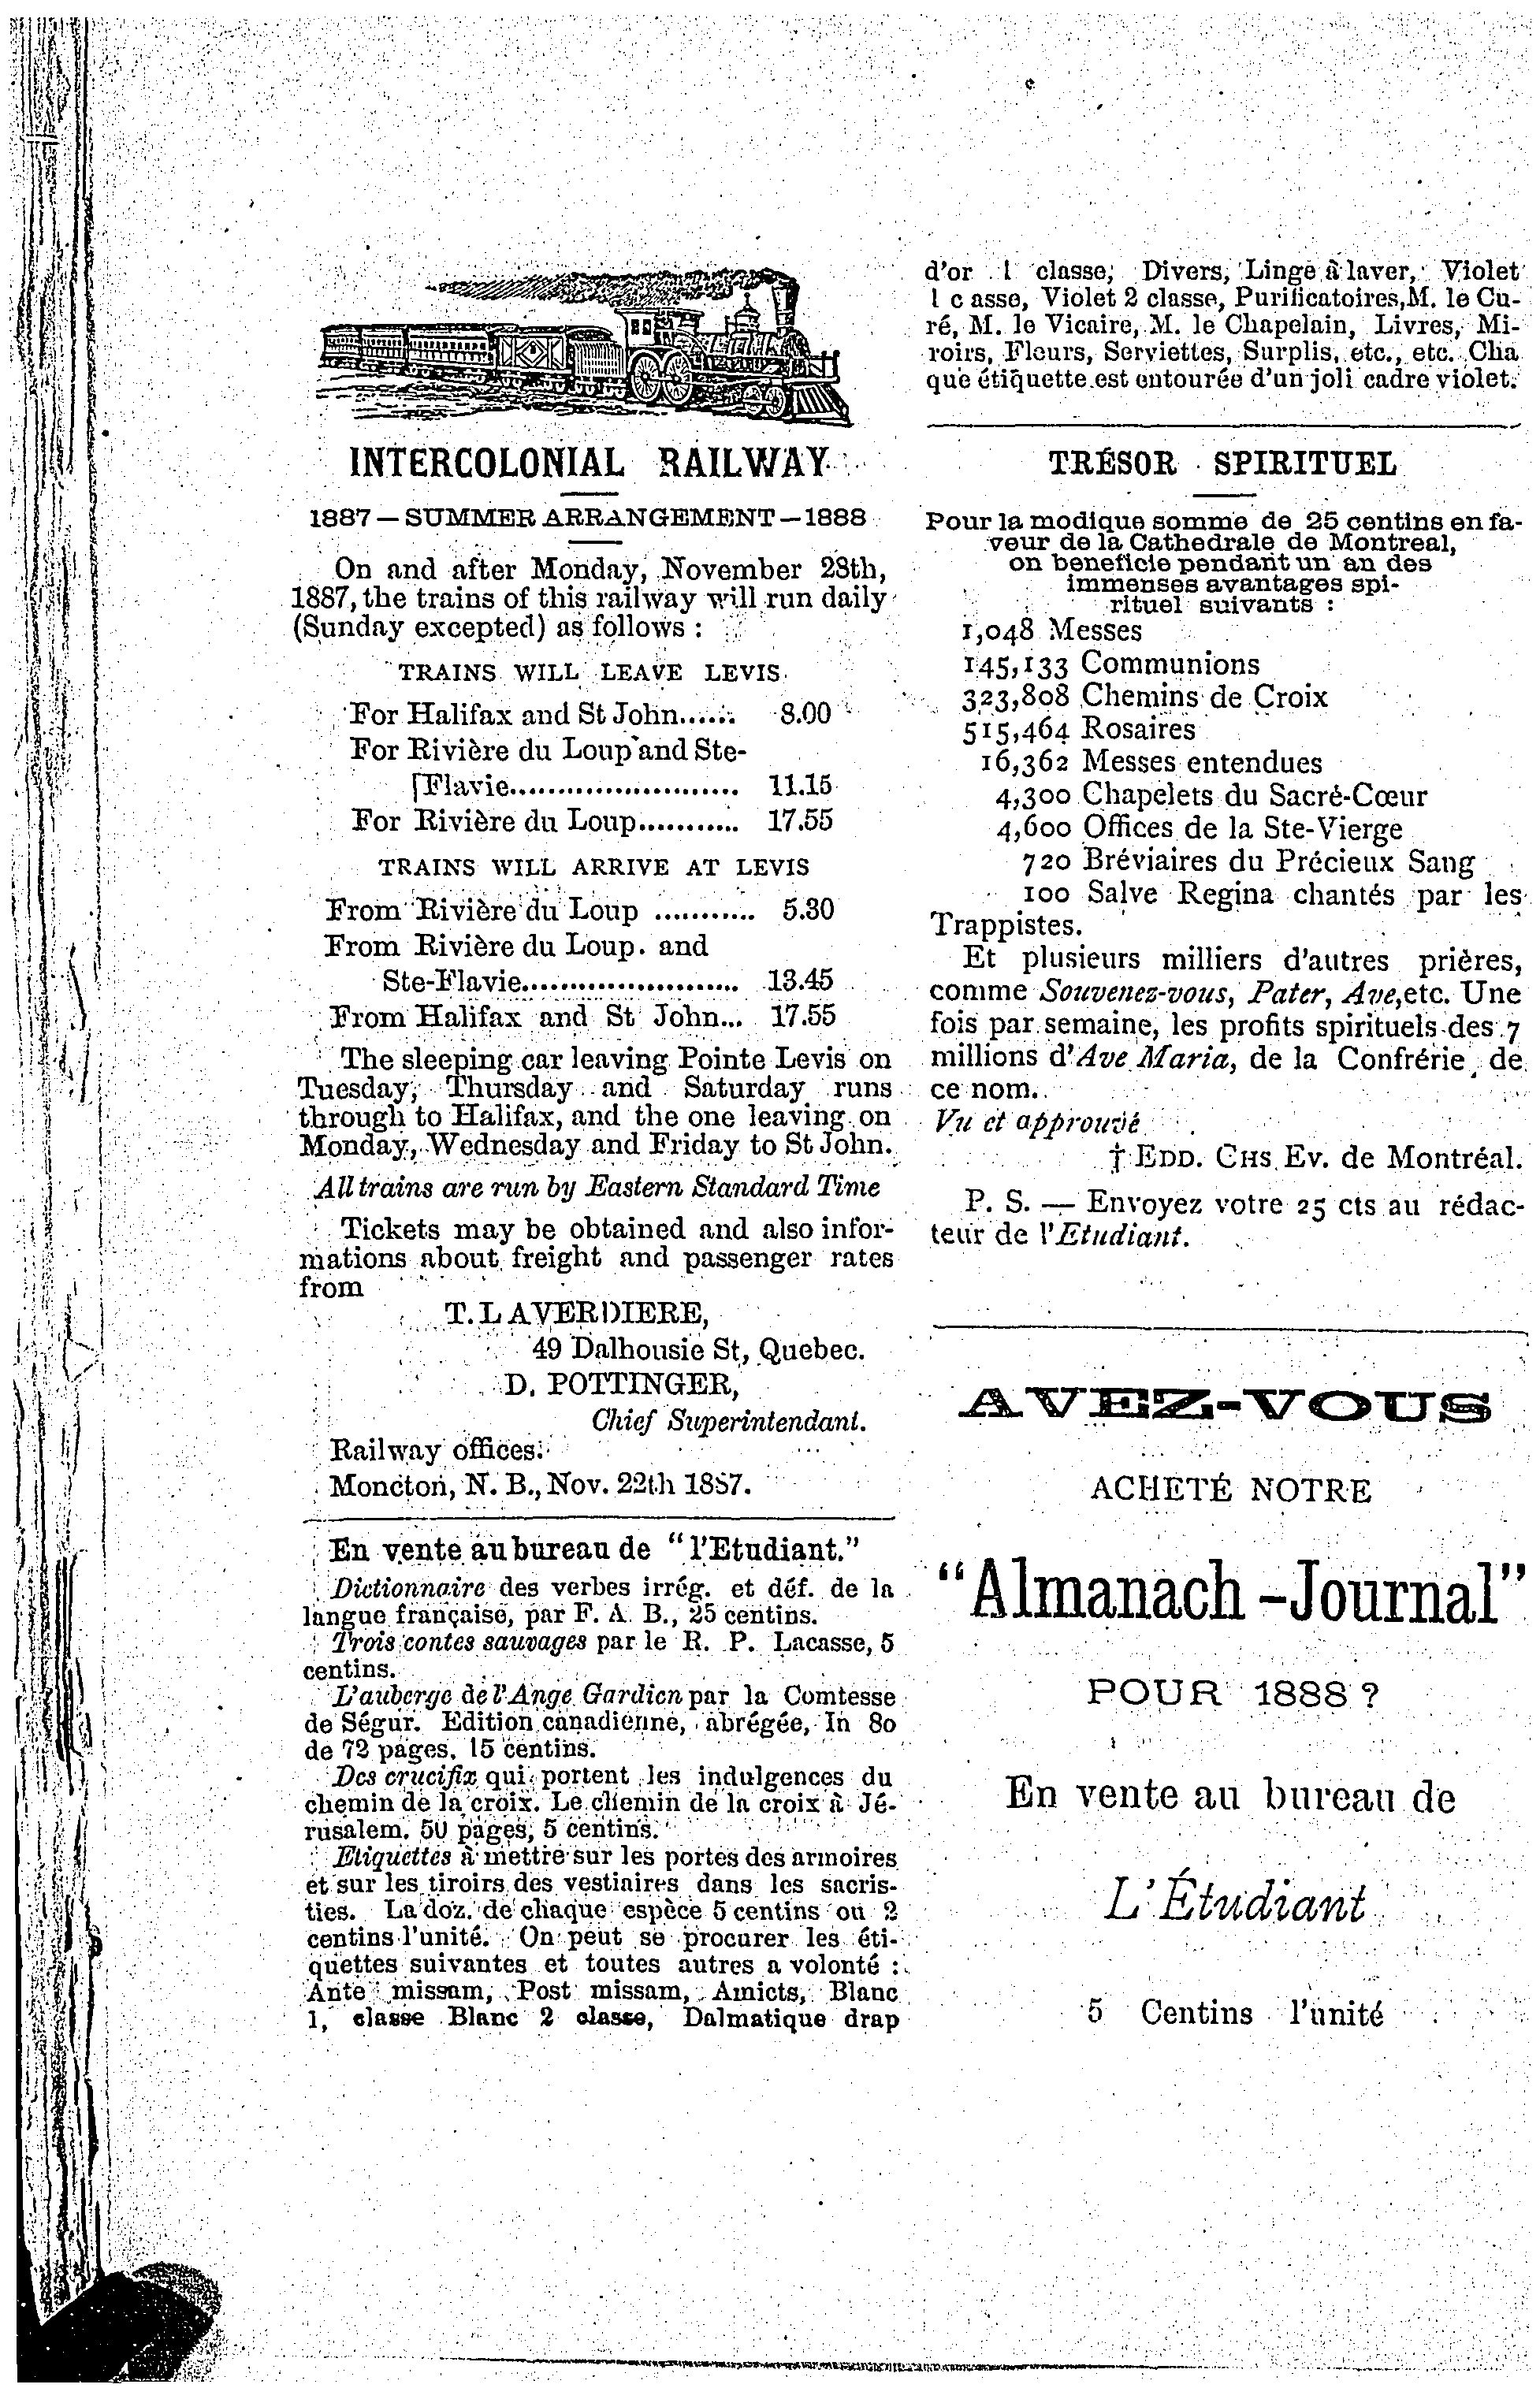 INTERCOLONIAL RAILWAY
1887 — SUMMER ARRANGEMENT — 1888
On and after Monday, November 28th,
1887, the trains of this railway will run daily
(Sunday excepted) as follows :
TRAINS WILL LEAVE LEVIS.
For Halifax and St John...... 8.00
For Rivière du Loup and Ste-
[Flavie........................ 11.15
For Rivière du Loup........... 17.55
TRAINS WILL ARRIVE AT LEVIS
From Rivière du Loup ........... 5.30
From Rivière du Loup. and
Ste-Flavie....................... 13.45
From Halifax and St John... 17.55
The sleeping car leaving Pointe Levis on
Tuesday, Thursday and Saturday runs
through to Halifax, and the one leaving on
Monday, Wednesday and Friday to St John.
All trains are run by Eastern Standard Time
Tickets may be obtained and also infor-
mations about freight and passenger rates
from
T. LAVERDIERE,
49 Dalhousie St, Quebec.
D. POTTINGER,
Chief Superintendant.
Railway offices.
Moncton, N. B., Nov. 22th 1887.
En vente au bureau de "l'Etudiant."
Dictionnaire des verbes irrég. et déf. de la
langue française, par F. A. B., 25 centins.
Trois contes sauvages par le R. P. Lacasse, 5
centins.
L'auberge de l'Ange Gardien par la Comtesse
de Ségur. Edition canadienne, abrégée, In 8o
de 72 pages. 15 centins.
Des crucifix qui portent les indulgences du
chemin de la croix. Le chemin de la croix à Jé-
rusalem. 50 pages, 5 centins.
Etiquettes à mettre sur les portes des armoires
et sur les tiroirs des vestiaires dans les sacris-
ties. La doz. de chaque espèce 5 centins ou 2
centins l'unité. On peut se procurer les éti-
quettes suivantes et toutes autres a volonté :
Ante missam, Post missam, Amicts, Blanc
1, classe Blanc 2 classe, Dalmatique drap
d'or 1 classe, Divers, Linge à laver, Violet
1 c asse, Violet 2 classe, Purificatoires, M. le Cu-
ré, M. le Vicaire, M. le Chapelain, Livres, Mi-
roirs, Fleurs, Serviettes, Surplis, etc., etc. Cha
que étiquette est entourée d'un joli cadre violet.
TRÉSOR SPIRITUEL
Pour la modique somme de 25 centins en fa-
veur de la Cathedrale de Montreal,
on beneficie pendant un an des
immenses avantages spi-
rituel suivants :
1,048 Messes
145,133 Communions
323,808 Chemins de Croix
515,464 Rosaires
16,362 Messes entendues
4,300 Chapelets du Sacré-Cœur
4,600 Offices de la Ste-Vierge
720 Bréviaires du Précieux Sang
100 Salve Regina chantés par les
Trappistes.
Et plusieurs milliers d'autres prières,
comme Souvenez-vous, Pater, Ave, etc. Une
fois par semaine, les profits spirituels des 7
millions d'Ave Maria, de la Confrérie de
ce nom.
Vu et approuvé
† EDD. CHS. Ev. de Montréal.
P. S. — Envoyez votre 25 cts au rédac-
teur de l'Etudiant.
AVEZ-VOUS
ACHETÉ NOTRE
"Almanach-Journal"
POUR 1888 ?
En vente au bureau de
L'Étudiant
5 Centins l'unité